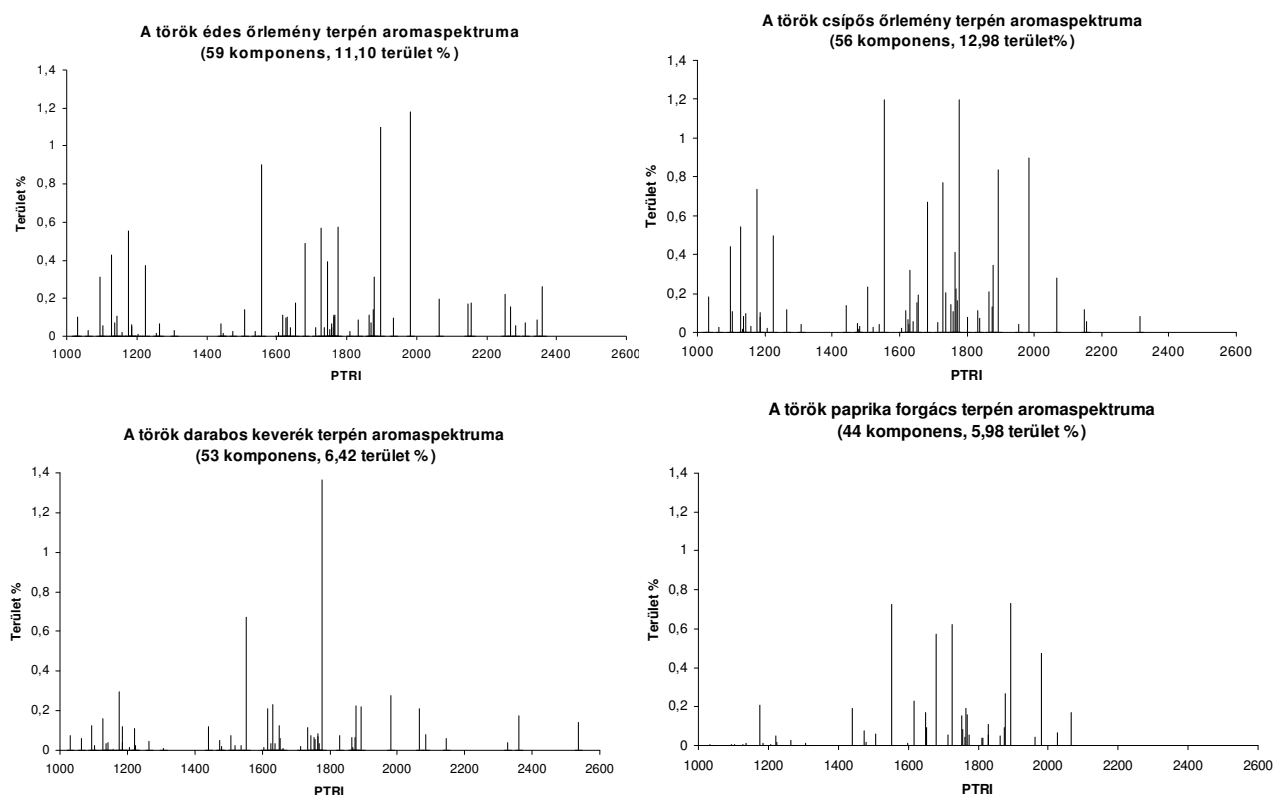 A török édes őrlemény terpén aromaspektruma
(59 komponens, 11,10 terület %)
1,4
1,2
1
0,8
0,6
0,4
0,2
0
Terület %
1000 1200 1400 1600 1800 2000 2200 2400 2600
PTRI
A török csípős őrlemény terpén aromaspektruma
(56 komponens, 12,98 terület%)
1,4
1,2
1
0,8
0,6
0,4
0,2
0
Terület %
1000 1200 1400 1600 1800 2000 2200 2400 2600
PTRI
A török darabos keverék terpén aromaspektruma
(53 komponens, 6,42 terület %)
1,4
1,2
1
0,8
0,6
0,4
0,2
0
Terület %
1000 1200 1400 1600 1800 2000 2200 2400 2600
PTRI
A török paprika forgács terpén aromaspektruma
(44 komponens, 5,98 terület %)
1,4
1,2
1
0,8
0,6
0,4
0,2
0
Terület %
1000 1200 1400 1600 1800 2000 2200 2400 2600
PTRI